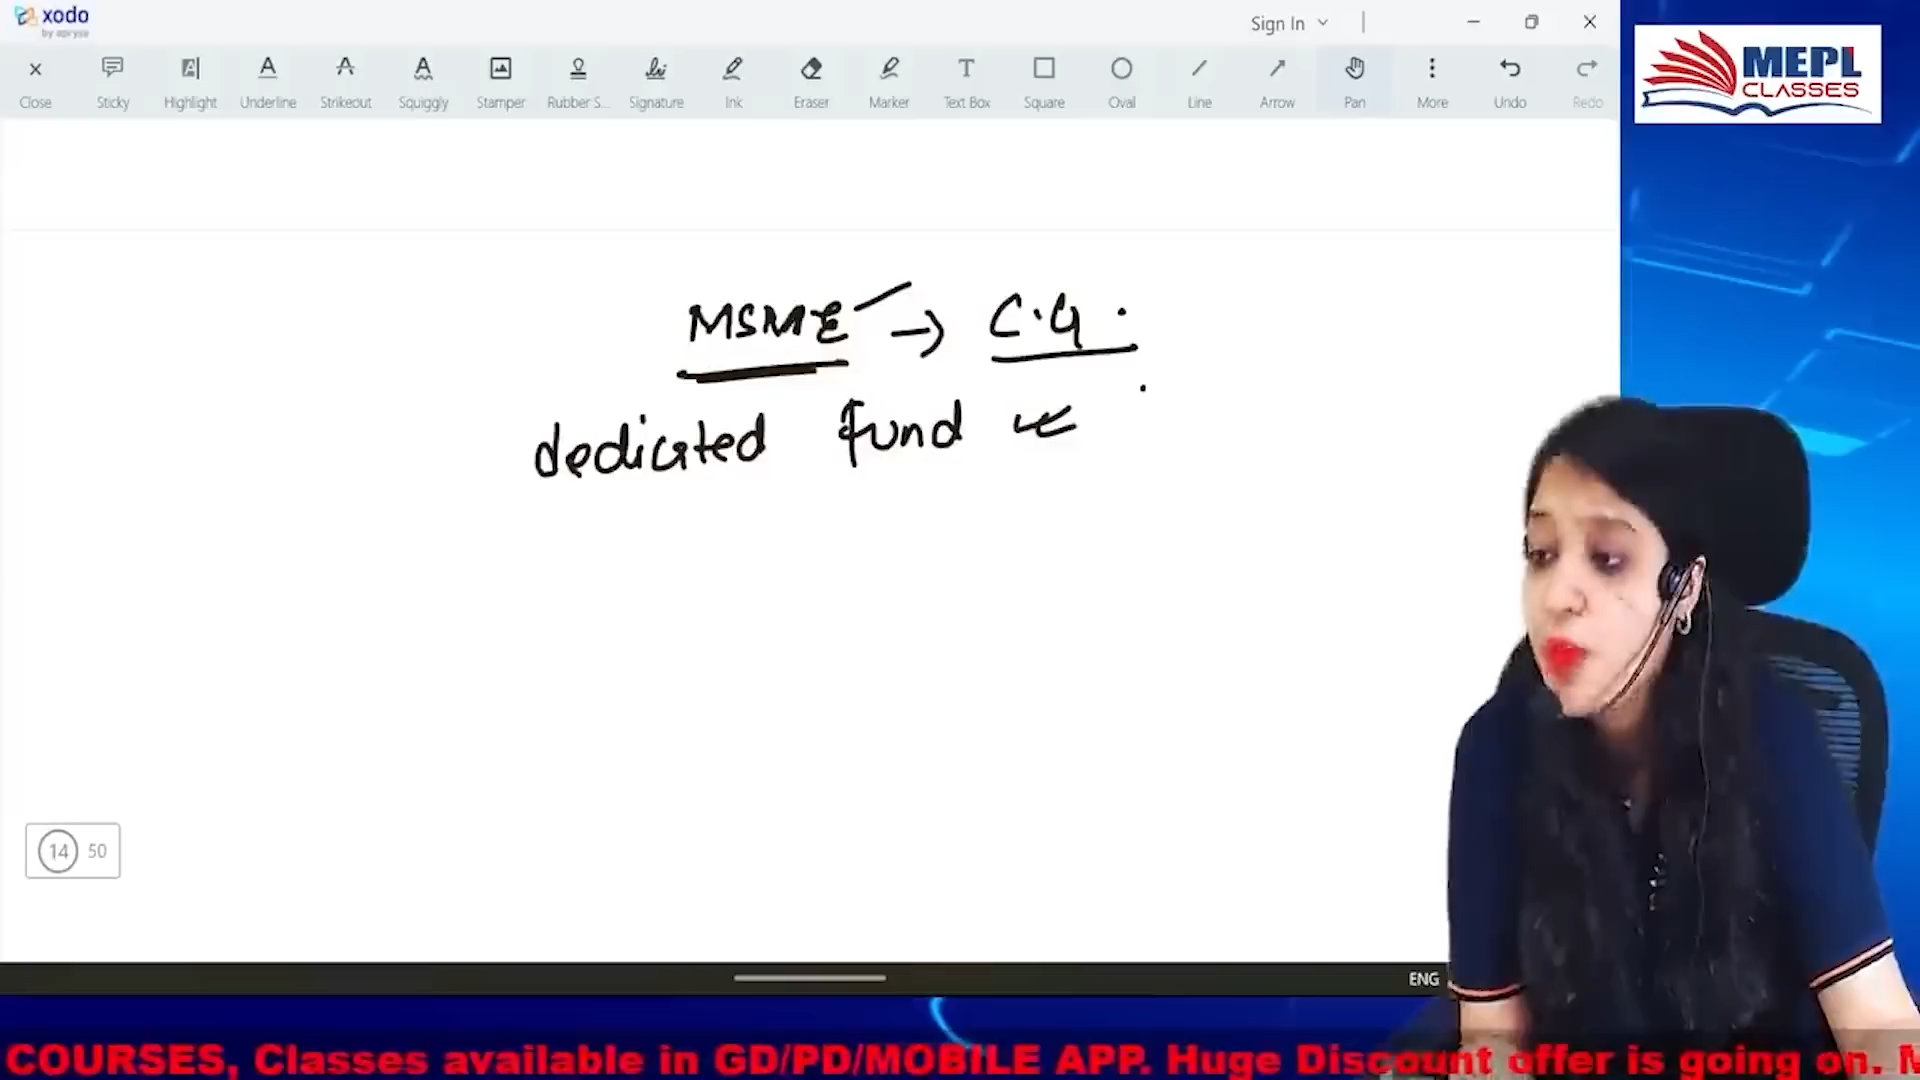 xodo
by apryse
Sign In
Close Sticky Highlight Underline Strikeout Squiggly Stamper Rubber S... Signature Ink Eraser Marker Text Box Square Oval Line Arrow Pan More Undo Redo
MEPL
CLASSES
MSME → C.G.
dedicated fund
14 50
ENG
COURSES, Classes available in GD/PD/MOBILE APP. Huge Discount offer is going on. M